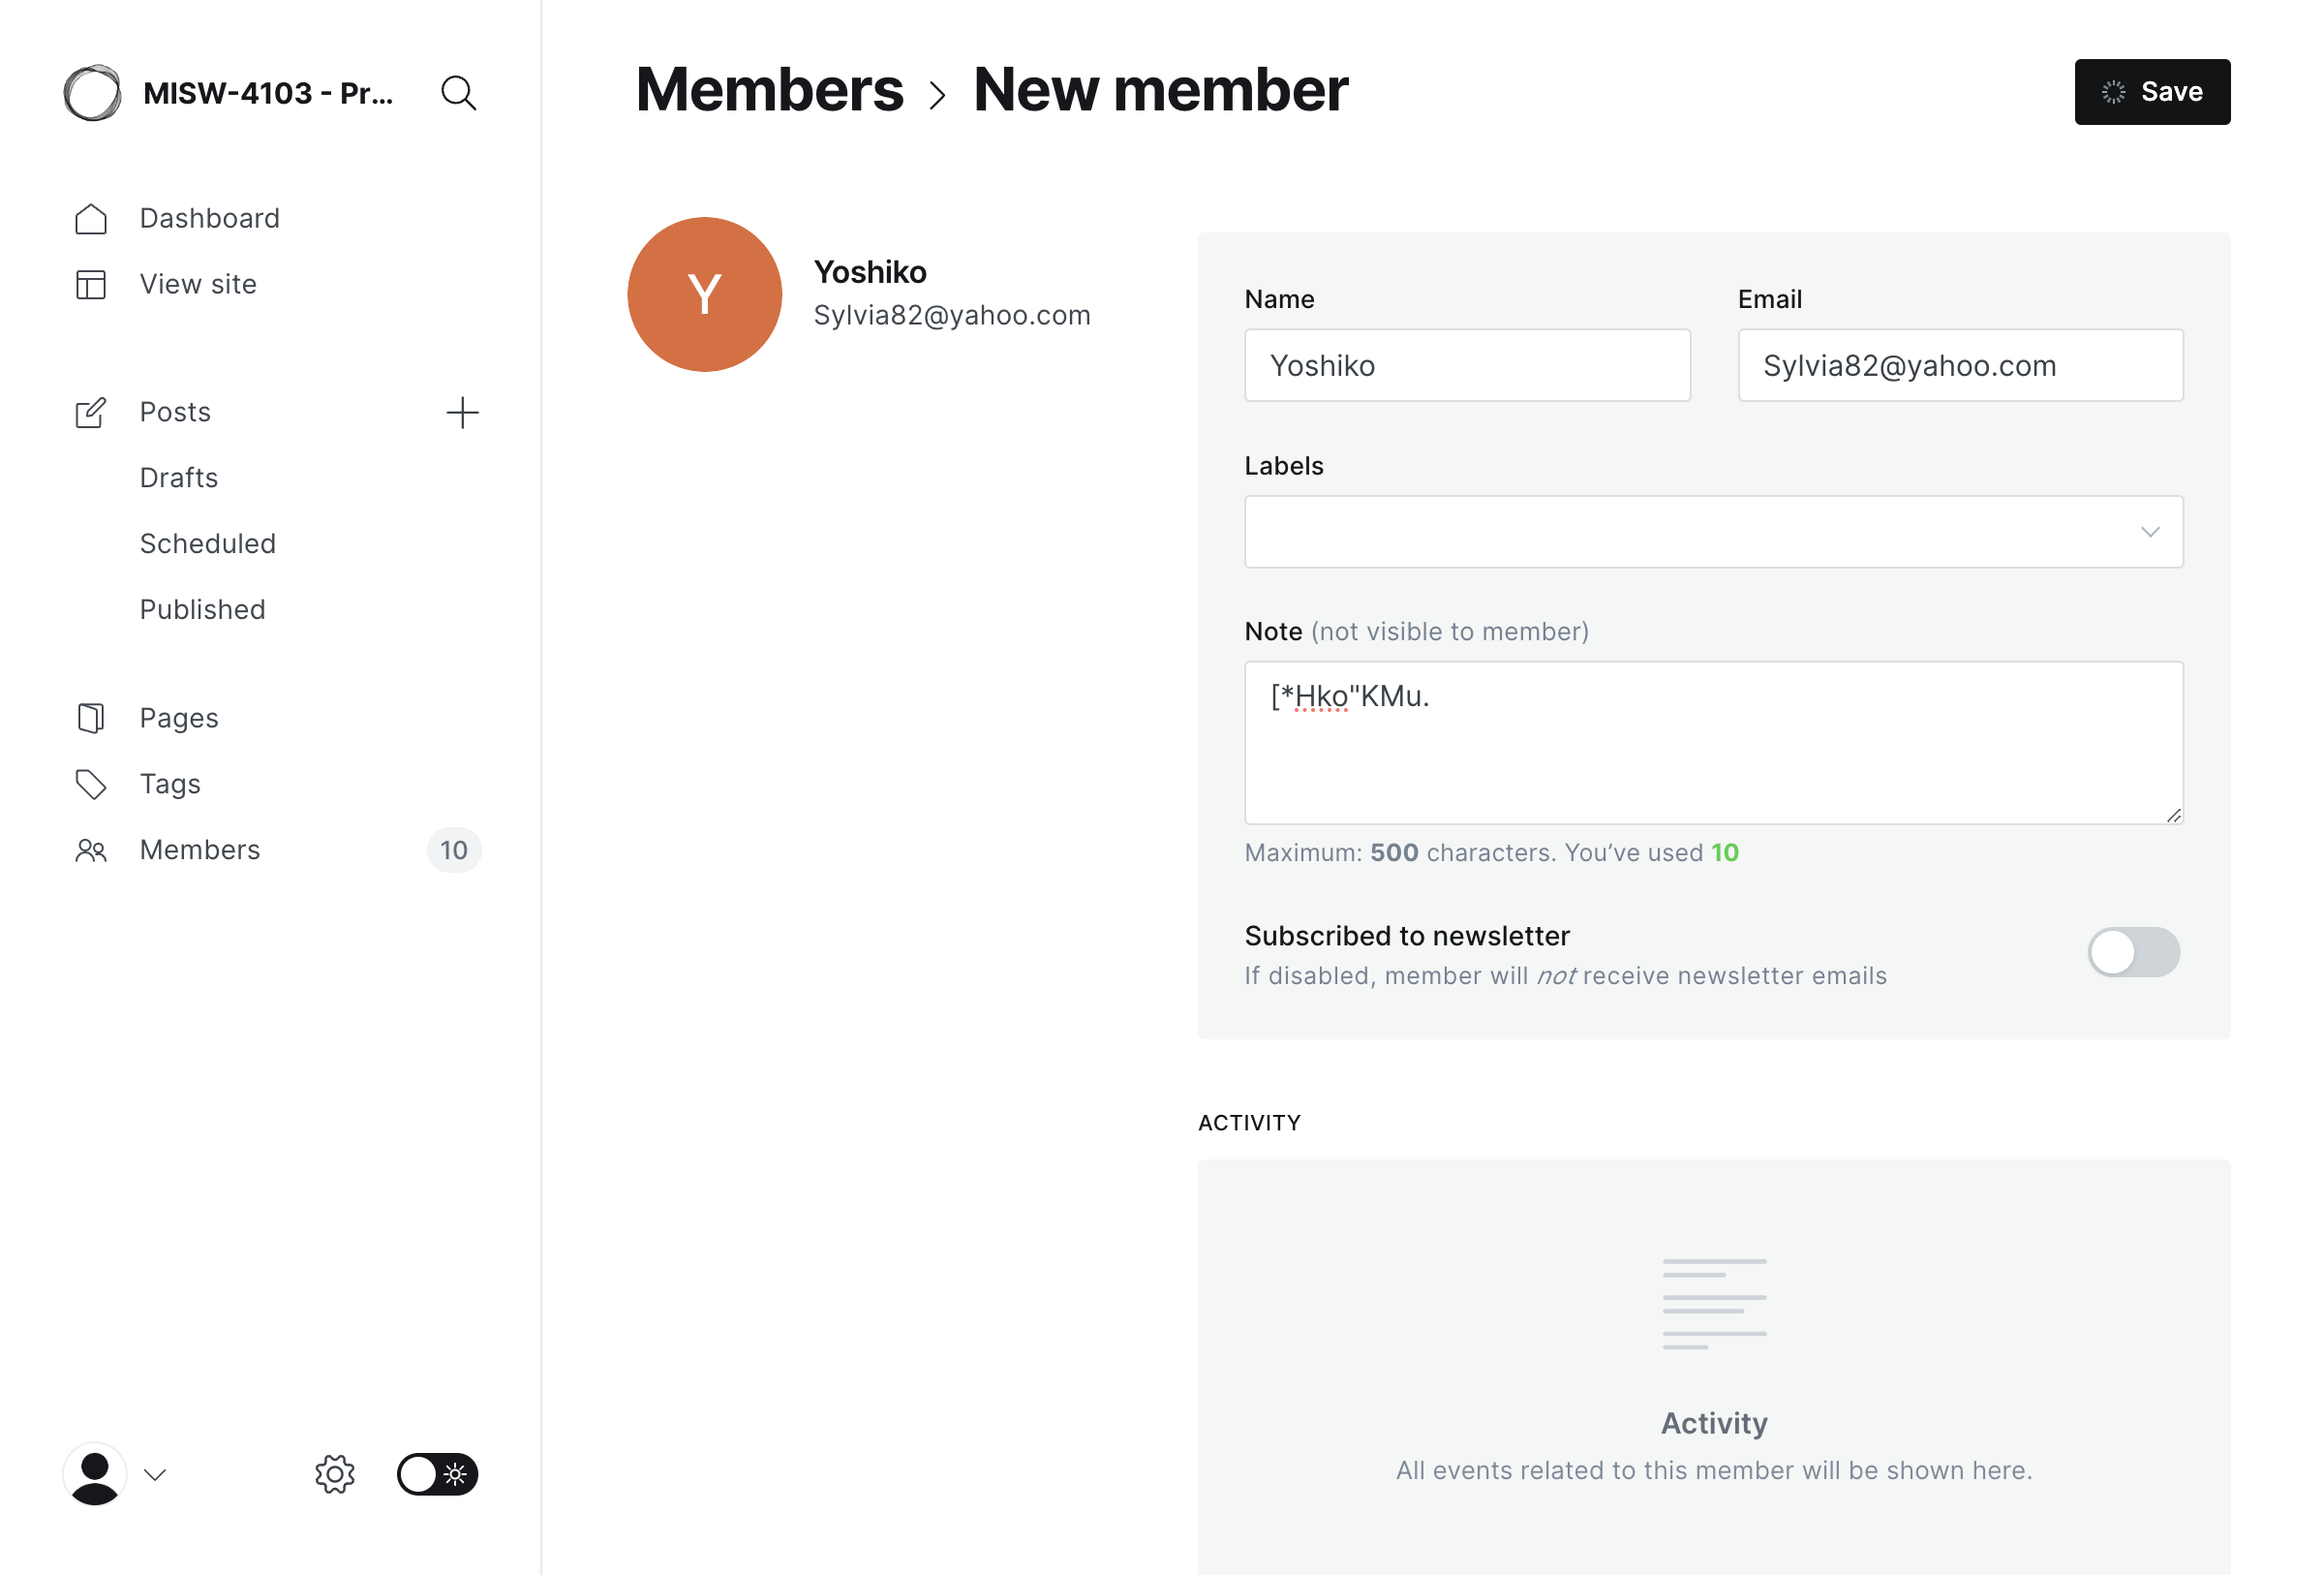 MISW-4103 - Pr...
Dashboard
View site
Posts
Drafts
Scheduled
Published
Pages
Tags
Members 10
Members > New member
Save
Y
Yoshiko
Sylvia82@yahoo.com
Name
Yoshiko
Email
Sylvia82@yahoo.com
Labels
Note (not visible to member)
[*Hko"KMu.
Maximum: 500 characters. You’ve used 10
Subscribed to newsletter
If disabled, member will not receive newsletter emails
ACTIVITY
Activity
All events related to this member will be shown here.